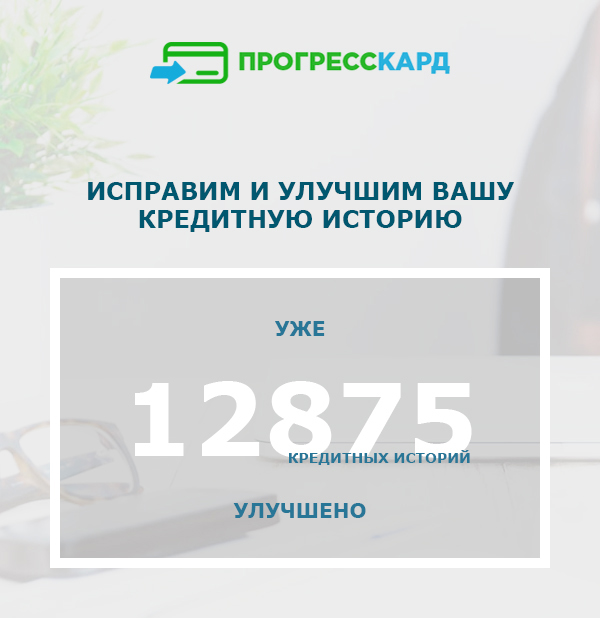 ПРОГРЕССКАРД
ИСПРАВИМ И УЛУЧШИМ ВАШУ
КРЕДИТНУЮ ИСТОРИЮ
УЖЕ
12875
КРЕДИТНЫХ ИСТОРИЙ
УЛУЧШЕНО